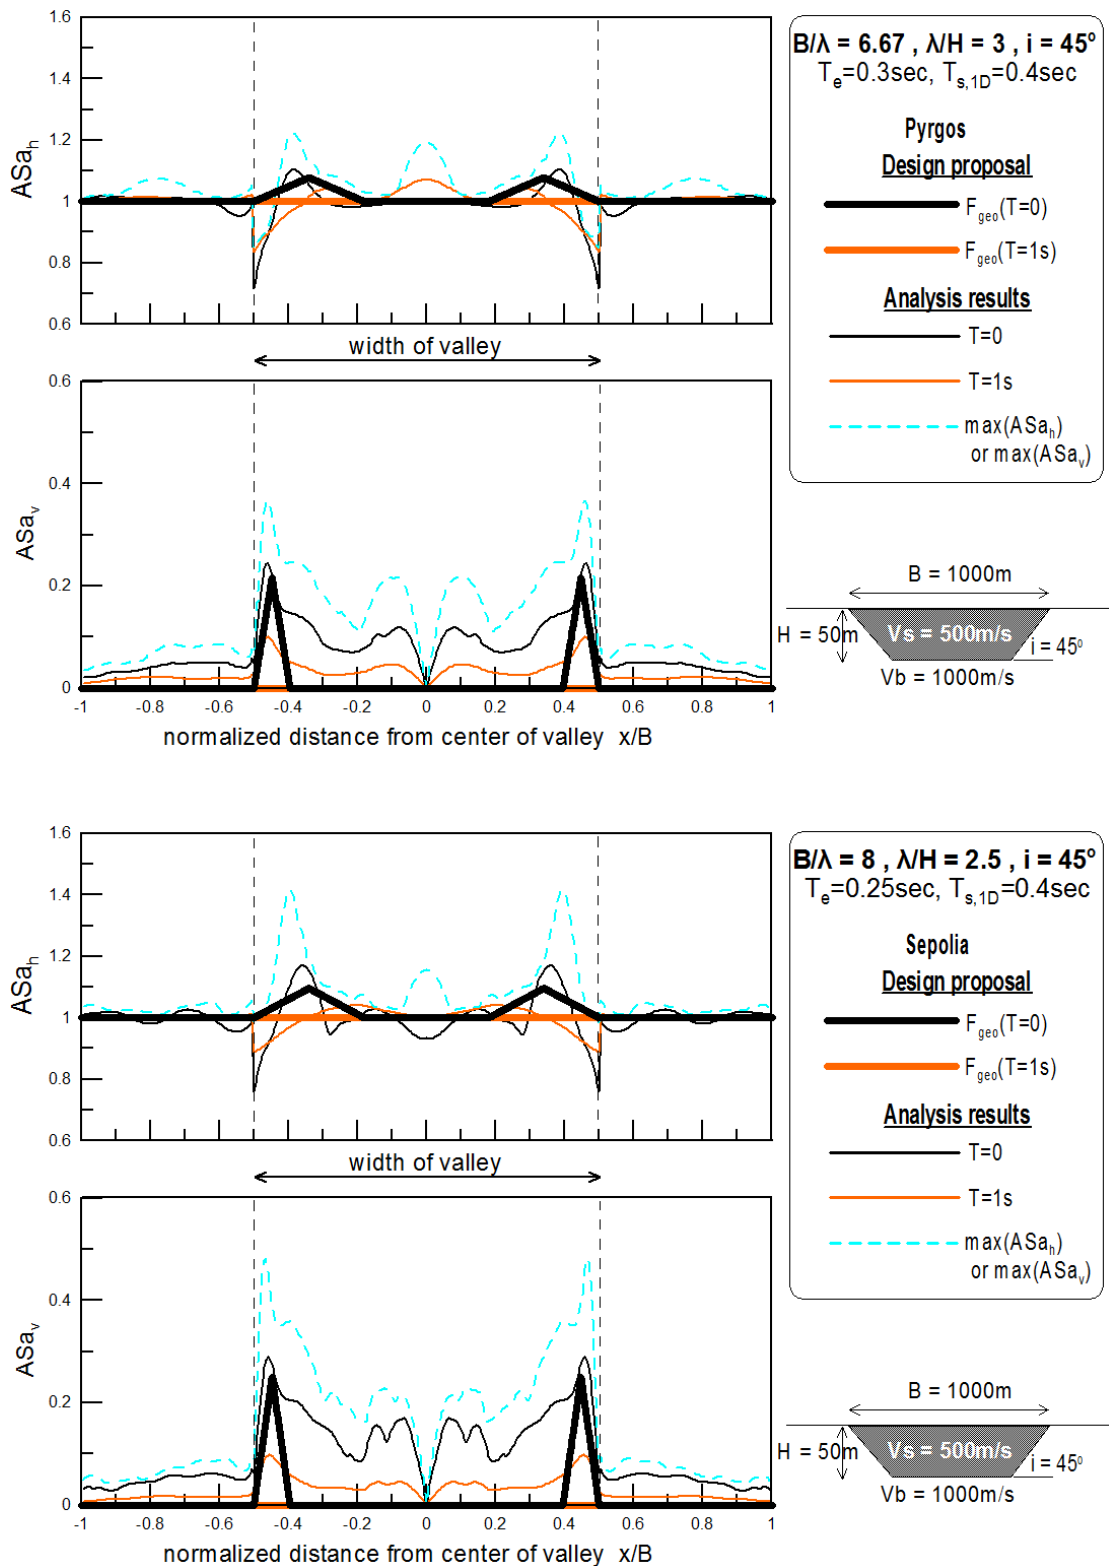 1.6
1.4
1.2
1
0.8
0.6
ASa_h
B/λ = 6.67 , λ/H = 3 , i = 45°
T_e=0.3sec, T_s,1D=0.4sec
Pyrgos
Design proposal
F_geo(T=0)
F_geo(T=1s)
Analysis results
T=0
T=1s
max(ASa_h)
or max(ASa_v)
width of valley
0.6
0.4
0.2
0
ASa_v
-1 -0.8 -0.6 -0.4 -0.2 0 0.2 0.4 0.6 0.8 1
normalized distance from center of valley x/B
B = 1000m
H = 50m
Vs = 500m/s
i = 45°
Vb = 1000m/s
1.6
1.4
1.2
1
0.8
0.6
ASa_h
B/λ = 8 , λ/H = 2.5 , i = 45°
T_e=0.25sec, T_s,1D=0.4sec
Sepolia
Design proposal
F_geo(T=0)
F_geo(T=1s)
Analysis results
T=0
T=1s
max(ASa_h)
or max(ASa_v)
width of valley
0.6
0.4
0.2
0
ASa_v
-1 -0.8 -0.6 -0.4 -0.2 0 0.2 0.4 0.6 0.8 1
normalized distance from center of valley x/B
B = 1000m
H = 50m
Vs = 500m/s
i = 45°
Vb = 1000m/s